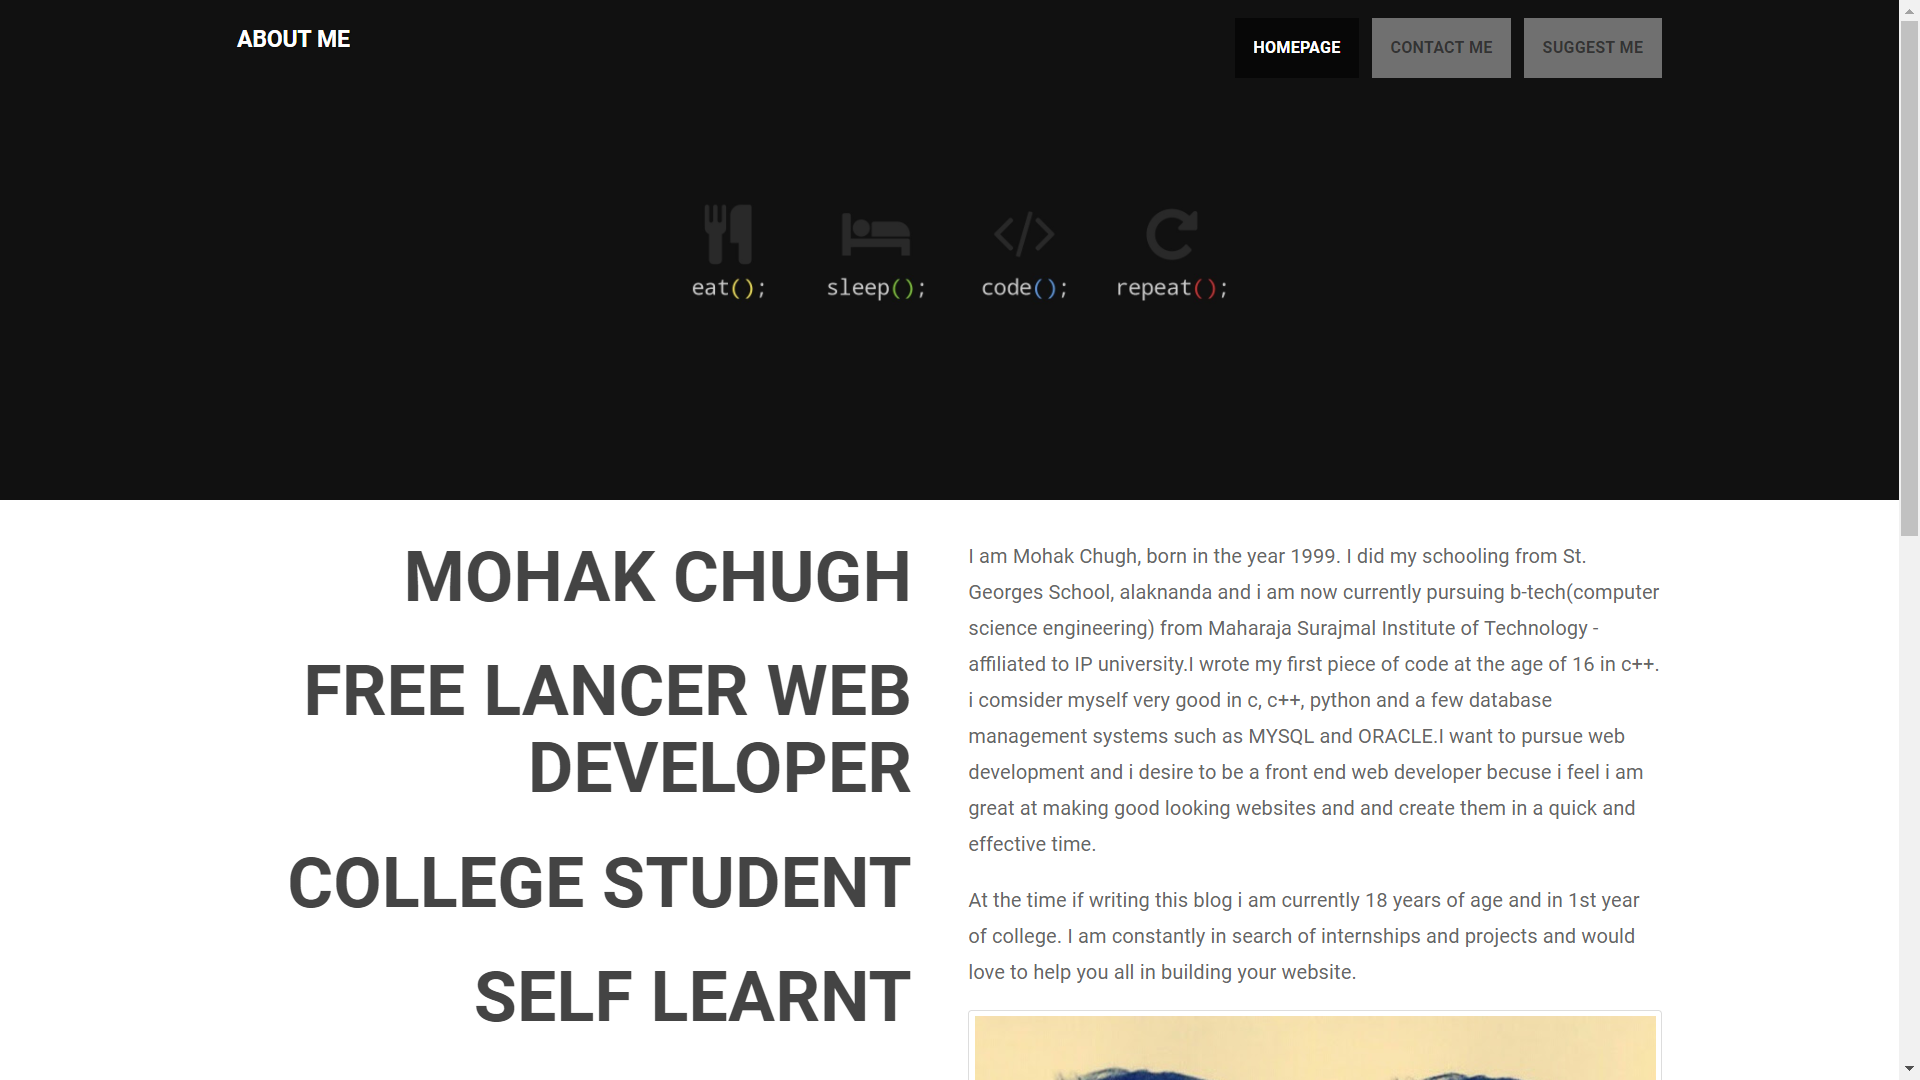 ABOUT ME
HOMEPAGE
CONTACT ME
SUGGEST ME
eat();
sleep();
code();
repeat();
MOHAK CHUGH
FREE LANCER WEB
DEVELOPER
COLLEGE STUDENT
SELF LEARNT
I am Mohak Chugh, born in the year 1999. I did my schooling from St.
Georges School, alaknanda and i am now currently pursuing b-tech(computer
science engineering) from Maharaja Surajmal Institute of Technology -
affiliated to IP university.I wrote my first piece of code at the age of 16 in c++.
i comsider myself very good in c, c++, python and a few database
management systems such as MYSQL and ORACLE.I want to pursue web
development and i desire to be a front end web developer becuse i feel i am
great at making good looking websites and and create them in a quick and
effective time.
At the time if writing this blog i am currently 18 years of age and in 1st year
of college. I am constantly in search of internships and projects and would
love to help you all in building your website.